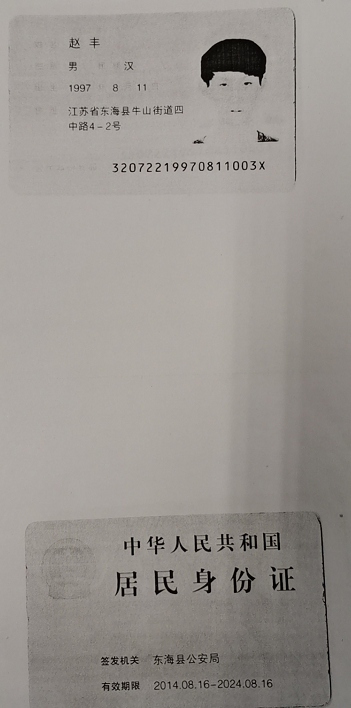 赵丰
男 汉
1997 8 11
江苏省东海县牛山街道四
中路4-2号
32072219970811003X
中华人民共和国
居民身份证
签发机关 东海县公安局
有效期限 2014.08.16-2024.08.16